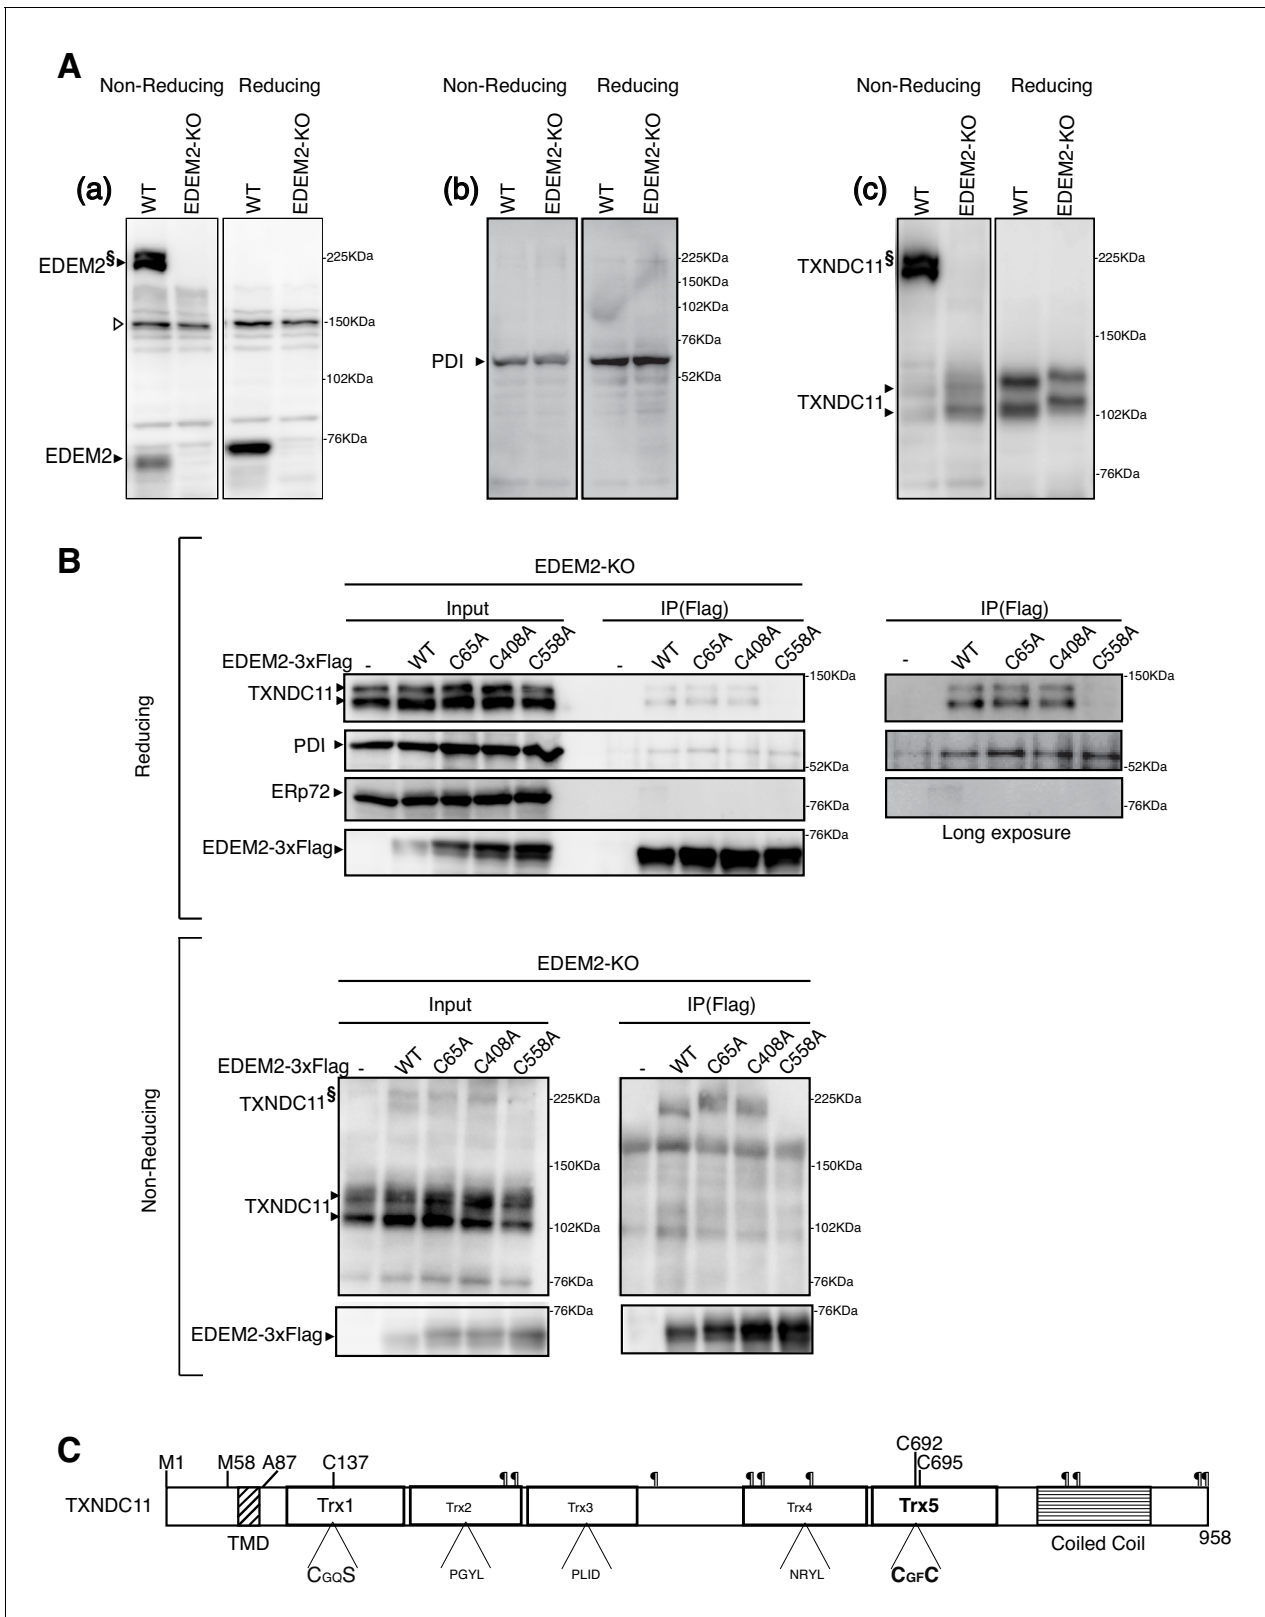 A
Non-Reducing Reducing
Non-Reducing Reducing
Non-Reducing Reducing
(a) WT EDEM2-KO WT EDEM2-KO
(b) WT EDEM2-KO WT EDEM2-KO
(c) WT EDEM2-KO WT EDEM2-KO
EDEM2§
EDEM2
-225KDa
-150KDa
-102KDa
-76KDa
PDI
-225KDa
-150KDa
-102KDa
-76KDa
-52KDa
TXNDC11§
TXNDC11
-225KDa
-150KDa
-102KDa
-76KDa
B
Reducing
EDEM2-KO
Input IP(Flag) IP(Flag)
EDEM2-3xFlag - WT C65A C408A C558A - WT C65A C408A C558A - WT C65A C408A C558A
TXNDC11 -150KDa
PDI -52KDa -52KDa
ERp72 -76KDa -76KDa
EDEM2-3xFlag -76KDa
Long exposure
Non-Reducing
EDEM2-KO
Input IP(Flag)
EDEM2-3xFlag - WT C65A C408A C558A - WT C65A C408A C558A
TXNDC11§ -225KDa -225KDa
-150KDa -150KDa
TXNDC11
-102KDa -102KDa
-76KDa -76KDa
EDEM2-3xFlag -76KDa -76KDa
C
C692
M1 M58 A87 C137 ¶¶ ¶ ¶¶ ¶ C695 ¶¶ ¶¶
TXNDC11 Trx1 Trx2 Trx3 Trx4 Trx5
TMD Coiled Coil 958
CGQS PGYL PLID NRYL CGFC